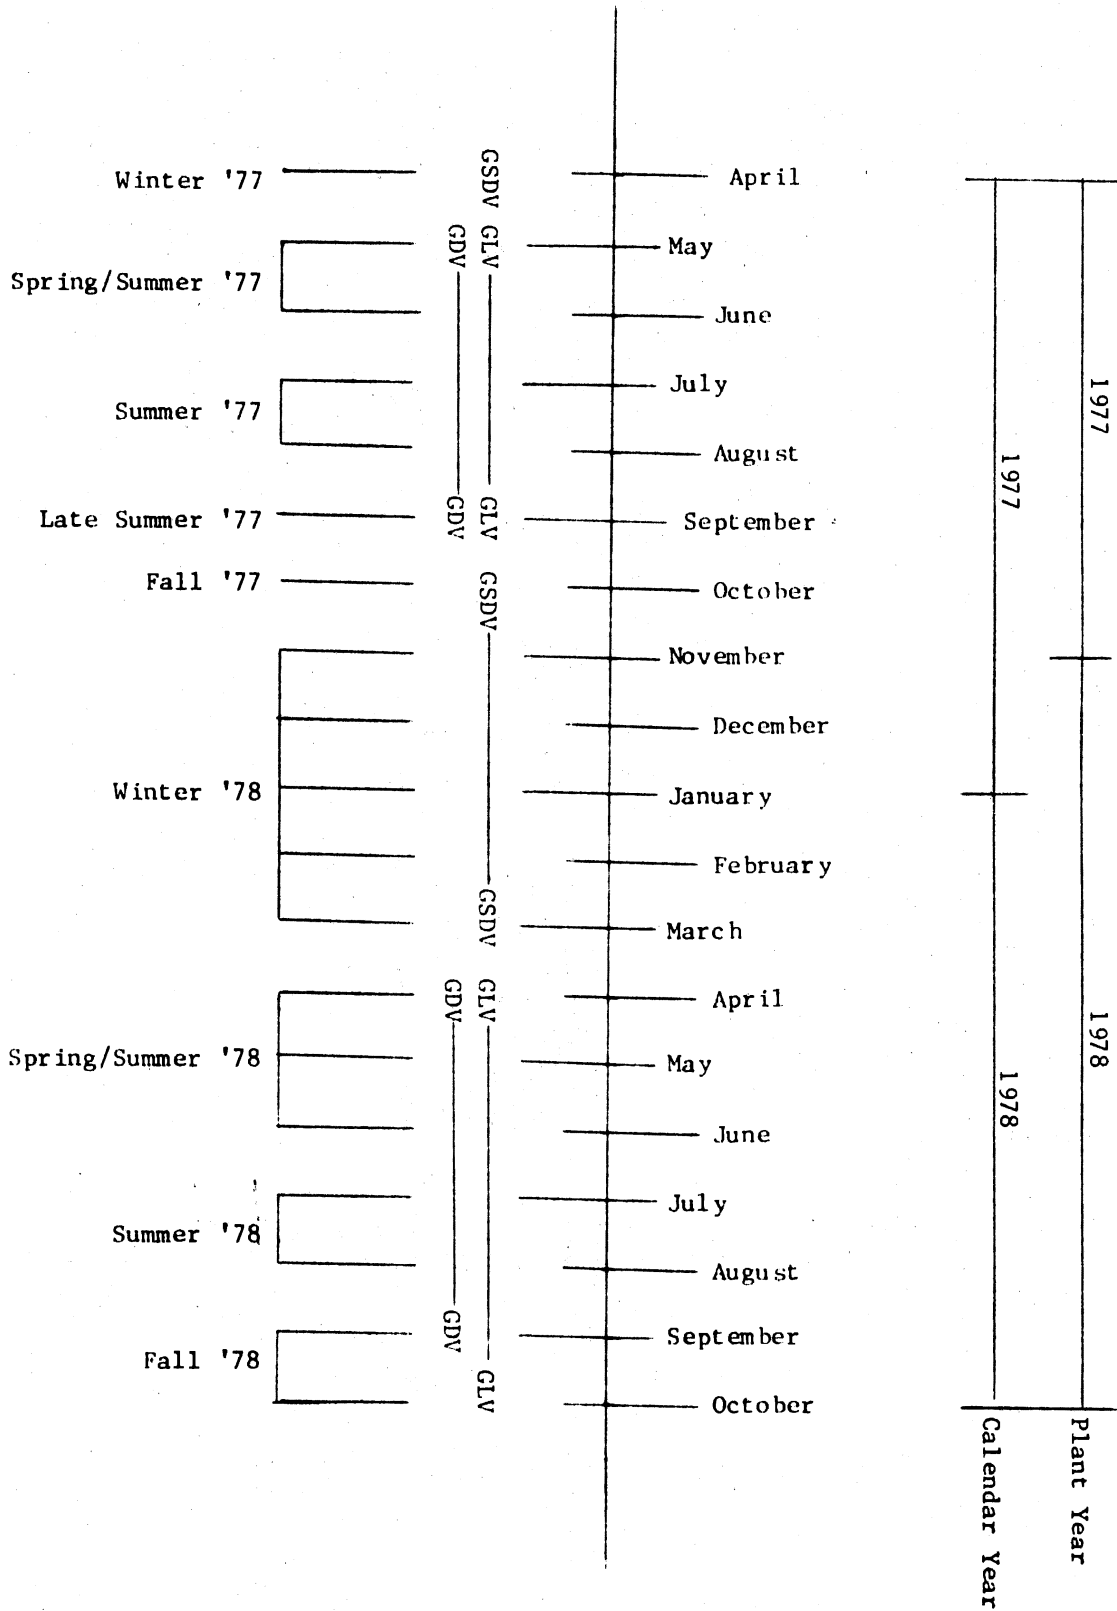 Winter '77
Spring/Summer '77
Summer '77
Late Summer '77
Fall '77
Winter '78
Spring/Summer '78
Summer '78
Fall '78
GSDV
GLV
GDV
GLV
GDV
GSDV
GSDV
GLV
GDV
GDV
GLV
April
May
June
July
August
September
October
November
December
January
February
March
April
May
June
July
August
September
October
1977
1978
Calendar Year
1977
1978
Plant Year